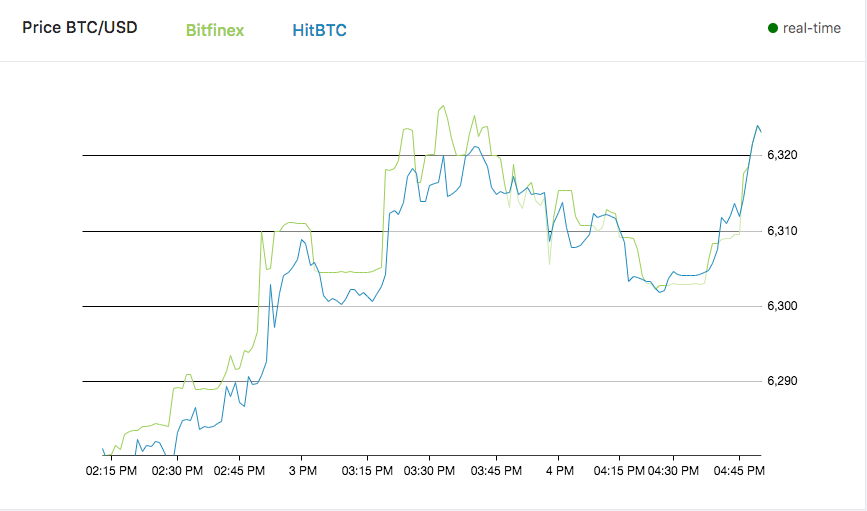 Price BTC/USD Bitfinex HitBTC real-time
6,320
6,310
6,300
6,290
02:15 PM 02:30 PM 02:45 PM 3 PM 03:15 PM 03:30 PM 03:45 PM 4 PM 04:15 PM 04:30 PM 04:45 PM